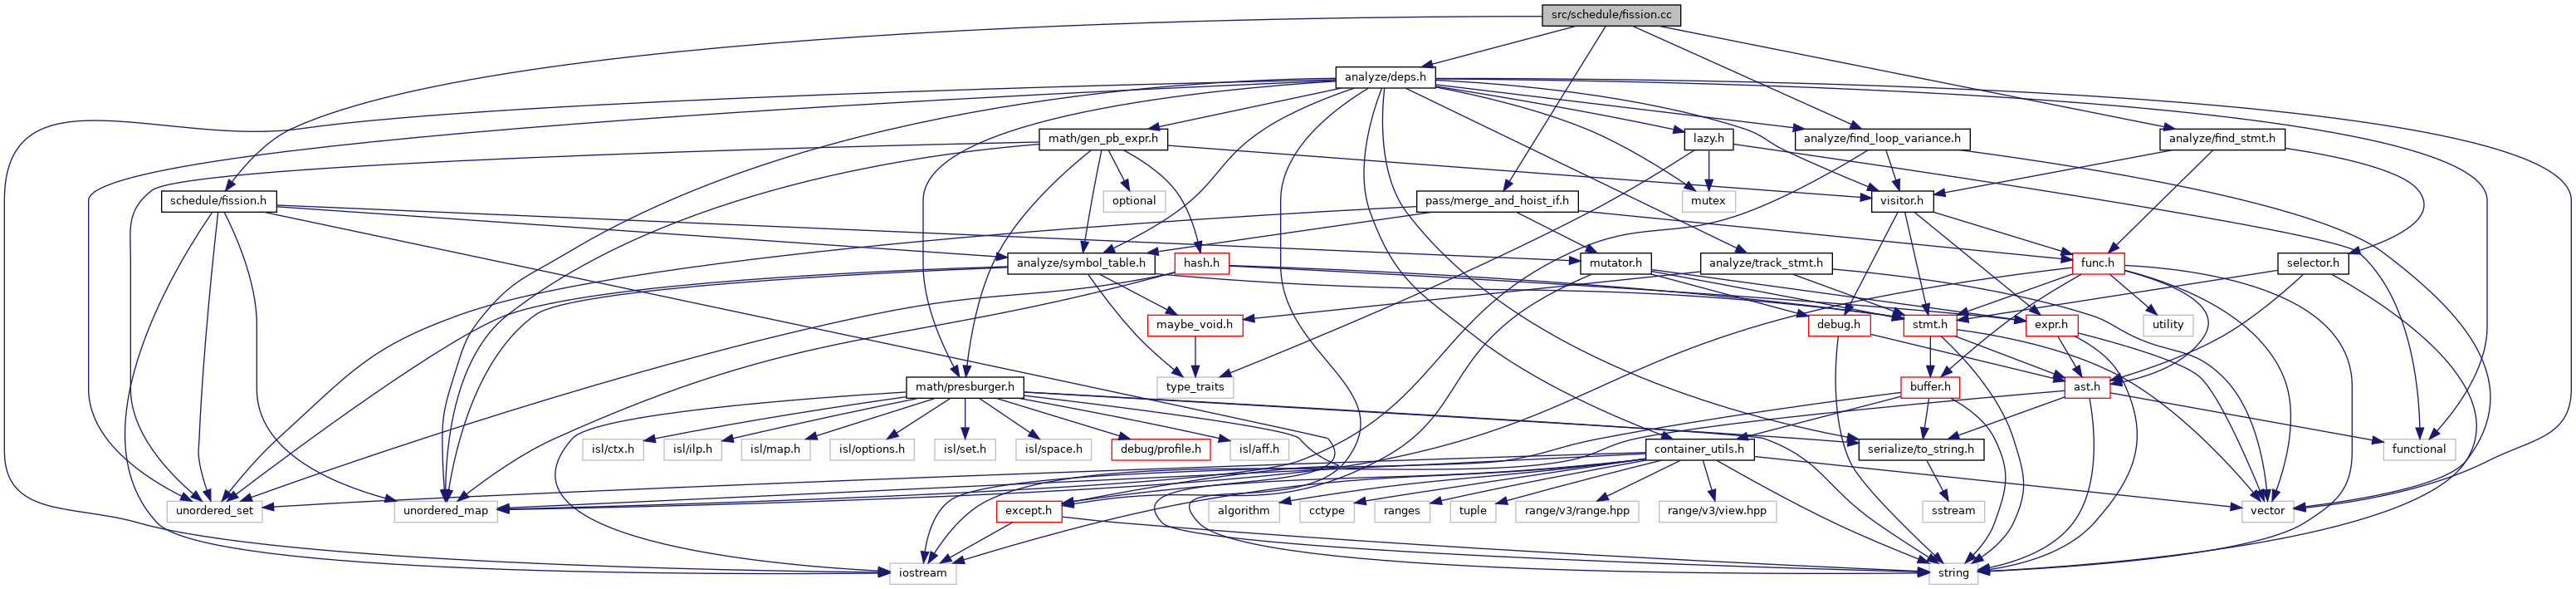 src/schedule/fission.cc
analyze/deps.h
math/gen_pb_expr.h
lazy.h
analyze/find_loop_variance.h
analyze/find_stmt.h
schedule/fission.h
optional
pass/merge_and_hoist_if.h
mutex
visitor.h
analyze/symbol_table.h
hash.h
mutator.h
analyze/track_stmt.h
func.h
selector.h
maybe_void.h
debug.h
stmt.h
expr.h
utility
math/presburger.h
type_traits
buffer.h
ast.h
isl/ctx.h
isl/ilp.h
isl/map.h
isl/options.h
isl/set.h
isl/space.h
debug/profile.h
isl/aff.h
container_utils.h
serialize/to_string.h
functional
unordered_set
unordered_map
except.h
algorithm
cctype
ranges
tuple
range/v3/range.hpp
range/v3/view.hpp
sstream
vector
iostream
string